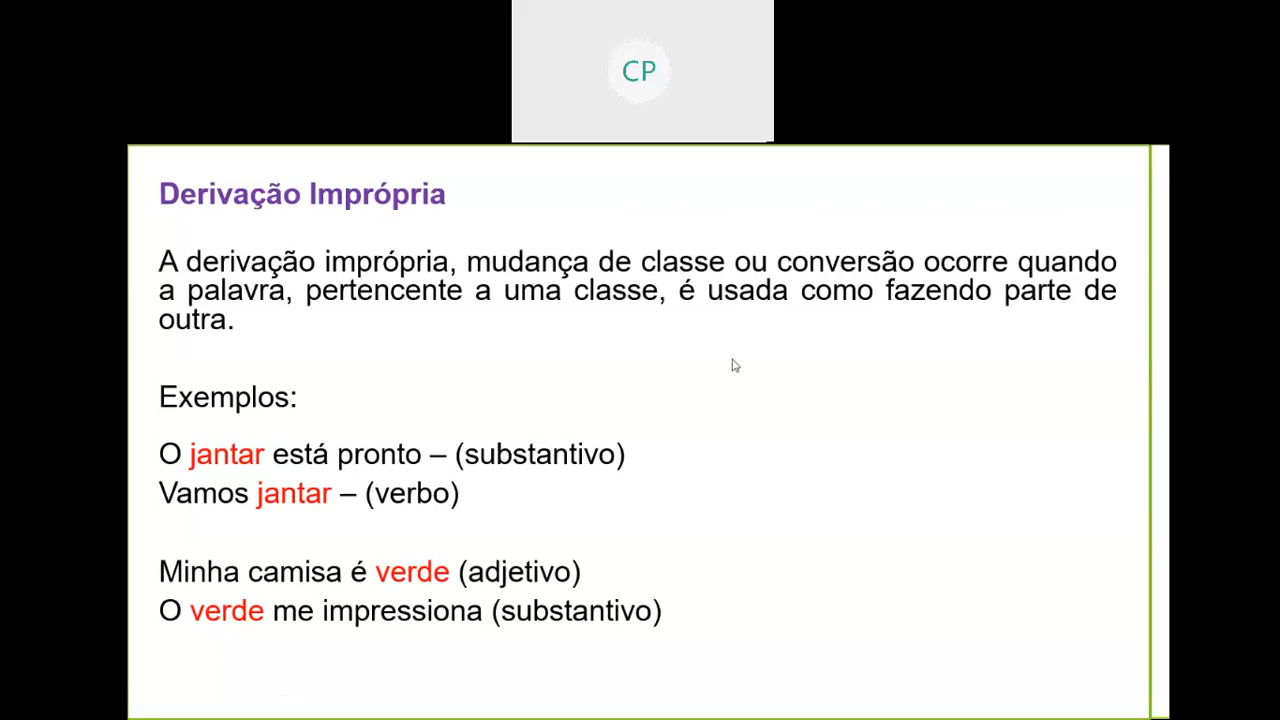 CP
Derivação Imprópria
A derivação imprópria, mudança de classe ou conversão ocorre quando
a palavra, pertencente a uma classe, é usada como fazendo parte de
outra.
Exemplos:
O jantar está pronto – (substantivo)
Vamos jantar – (verbo)
Minha camisa é verde (adjetivo)
O verde me impressiona (substantivo)